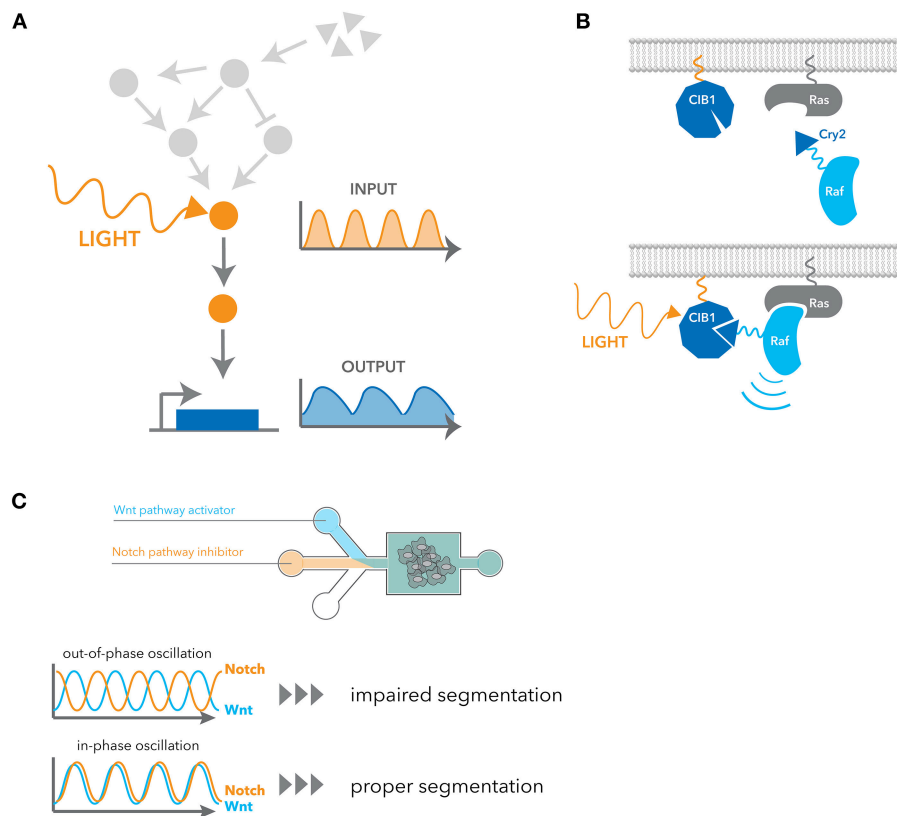 A
LIGHT
INPUT
OUTPUT
B
CIB1
Ras
Cry2
Raf
LIGHT
CIB1
Ras
Raf
C
Wnt pathway activator
Notch pathway inhibitor
out-of-phase oscillation
Notch
Wnt
impaired segmentation
in-phase oscillation
Notch
Wnt
proper segmentation